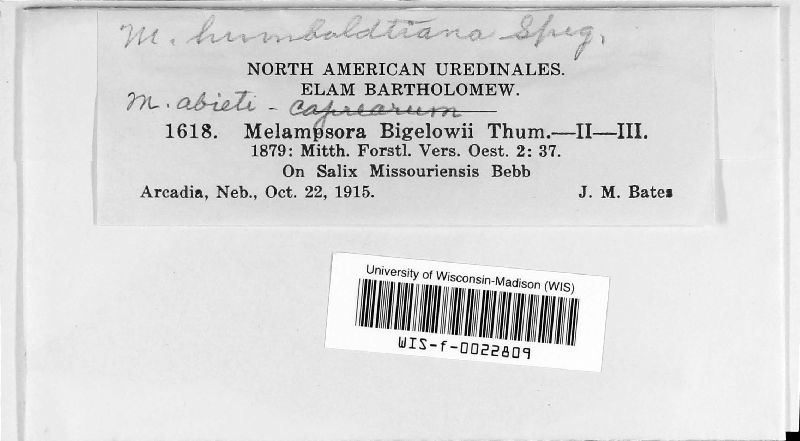 M. humboldtiana Speg.
NORTH AMERICAN UREDINALES.
ELAM BARTHOLOMEW.
M. abieti - caprearum
1618. Melampsora Bigelowii Thum.—II—III.
1879: Mitth. Forstl. Vers. Oest. 2: 37.
On Salix Missouriensis Bebb
Arcadia, Neb., Oct. 22, 1915. J. M. Bates
University of Wisconsin-Madison (WIS)
WIS-f-0022809